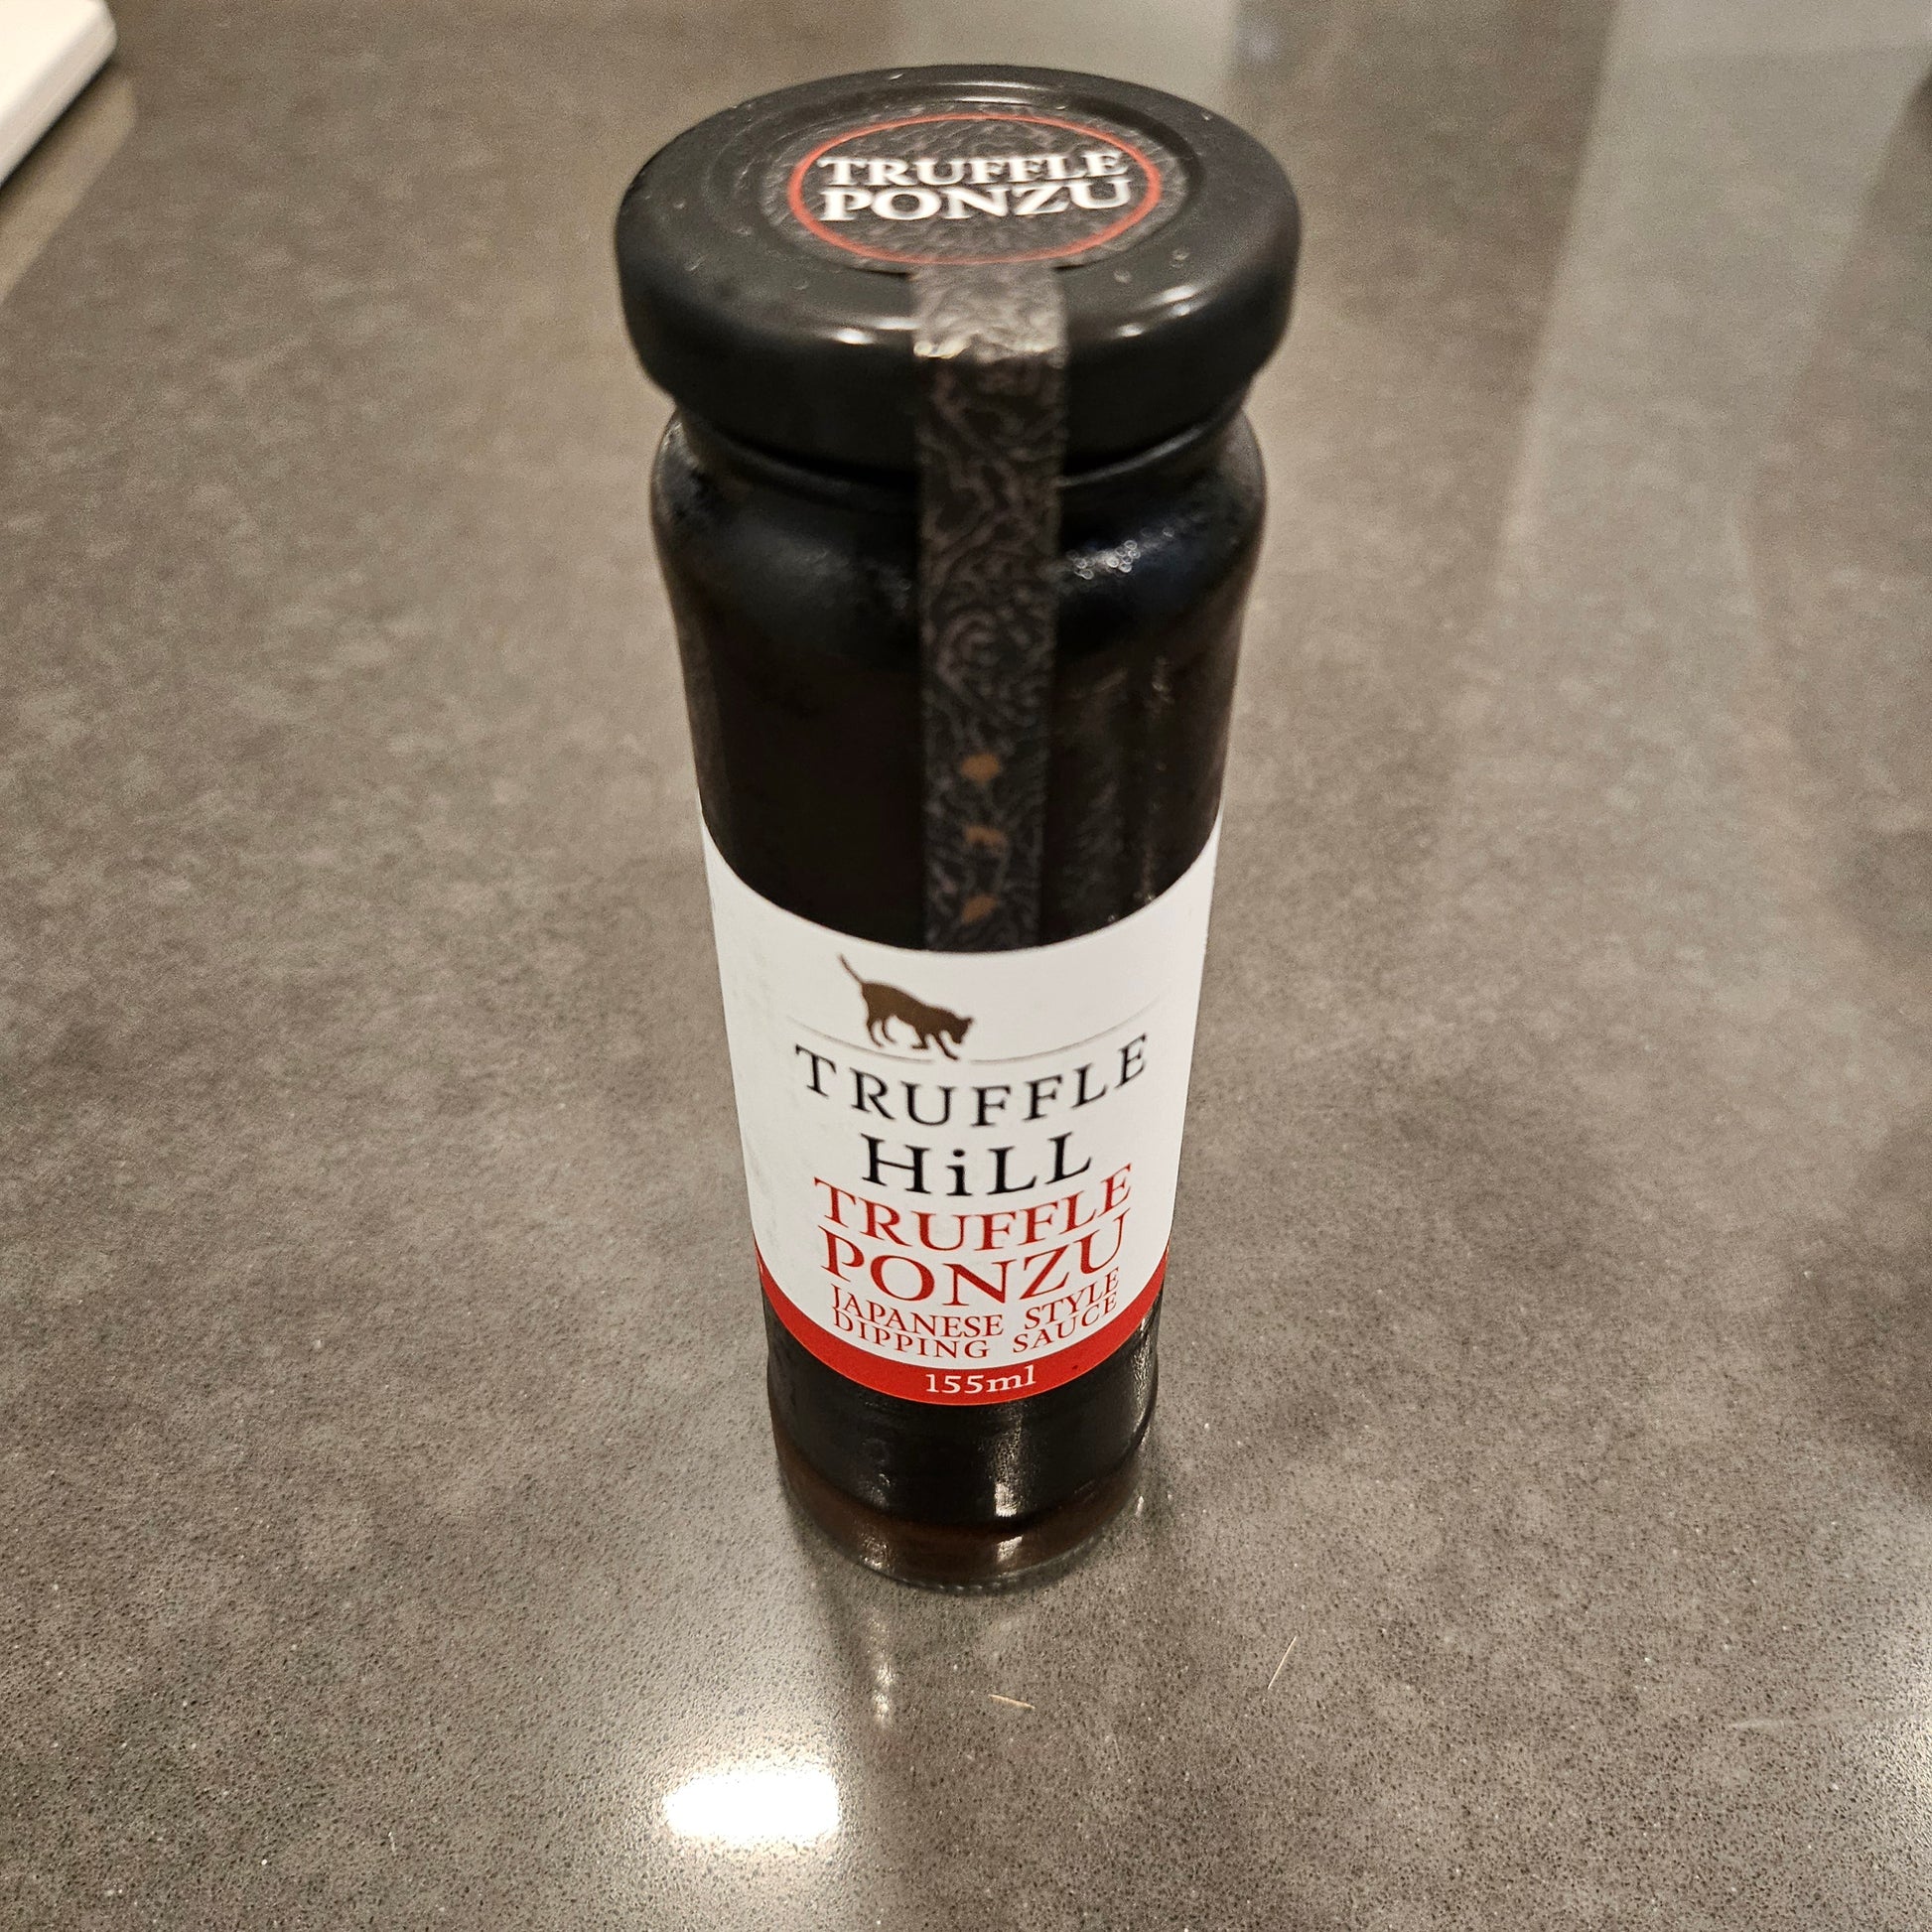 TRUFFLE
PONZU
TRUFFLE
HiLL
TRUFFLE
PONZU
JAPANESE STYLE
DIPPING SAUCE
155ml